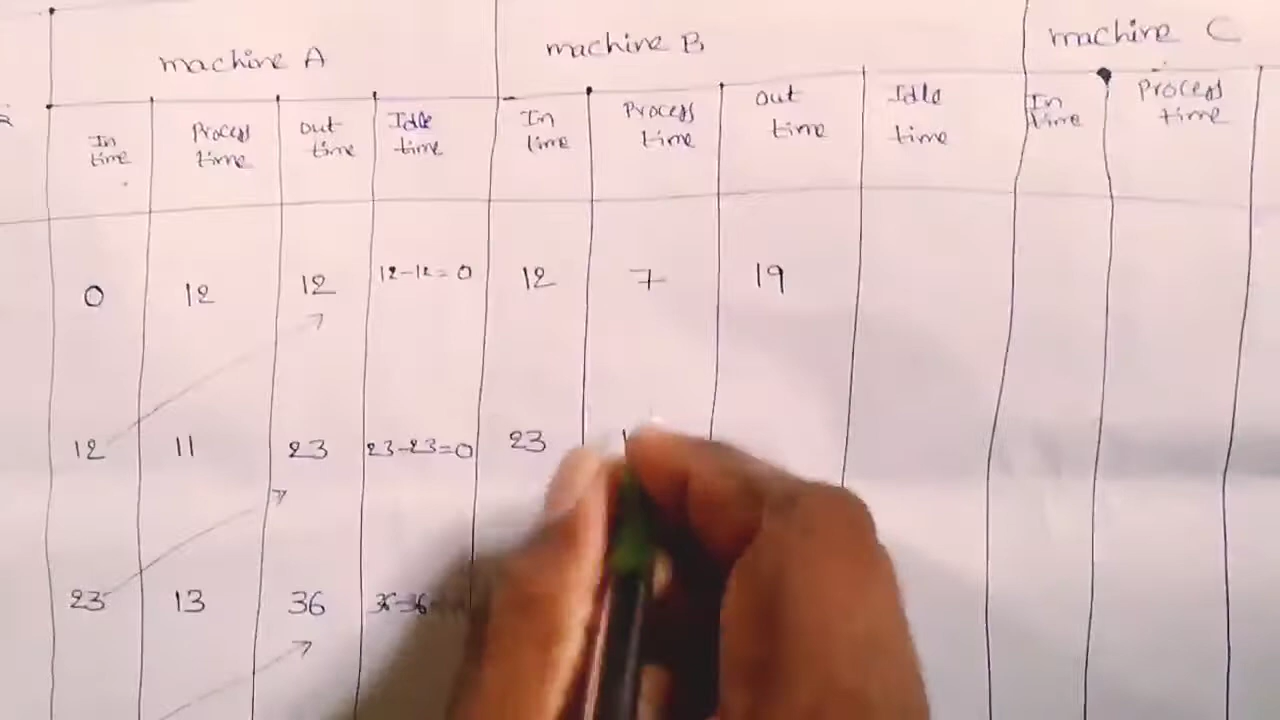 machine A machine B machine C
In time Process time out time Idle time In time Process time out time Idle time In time Process time
0 12 12 12-12=0 12 7 19
12 11 23 23-23=0 23
23 13 36 36-36